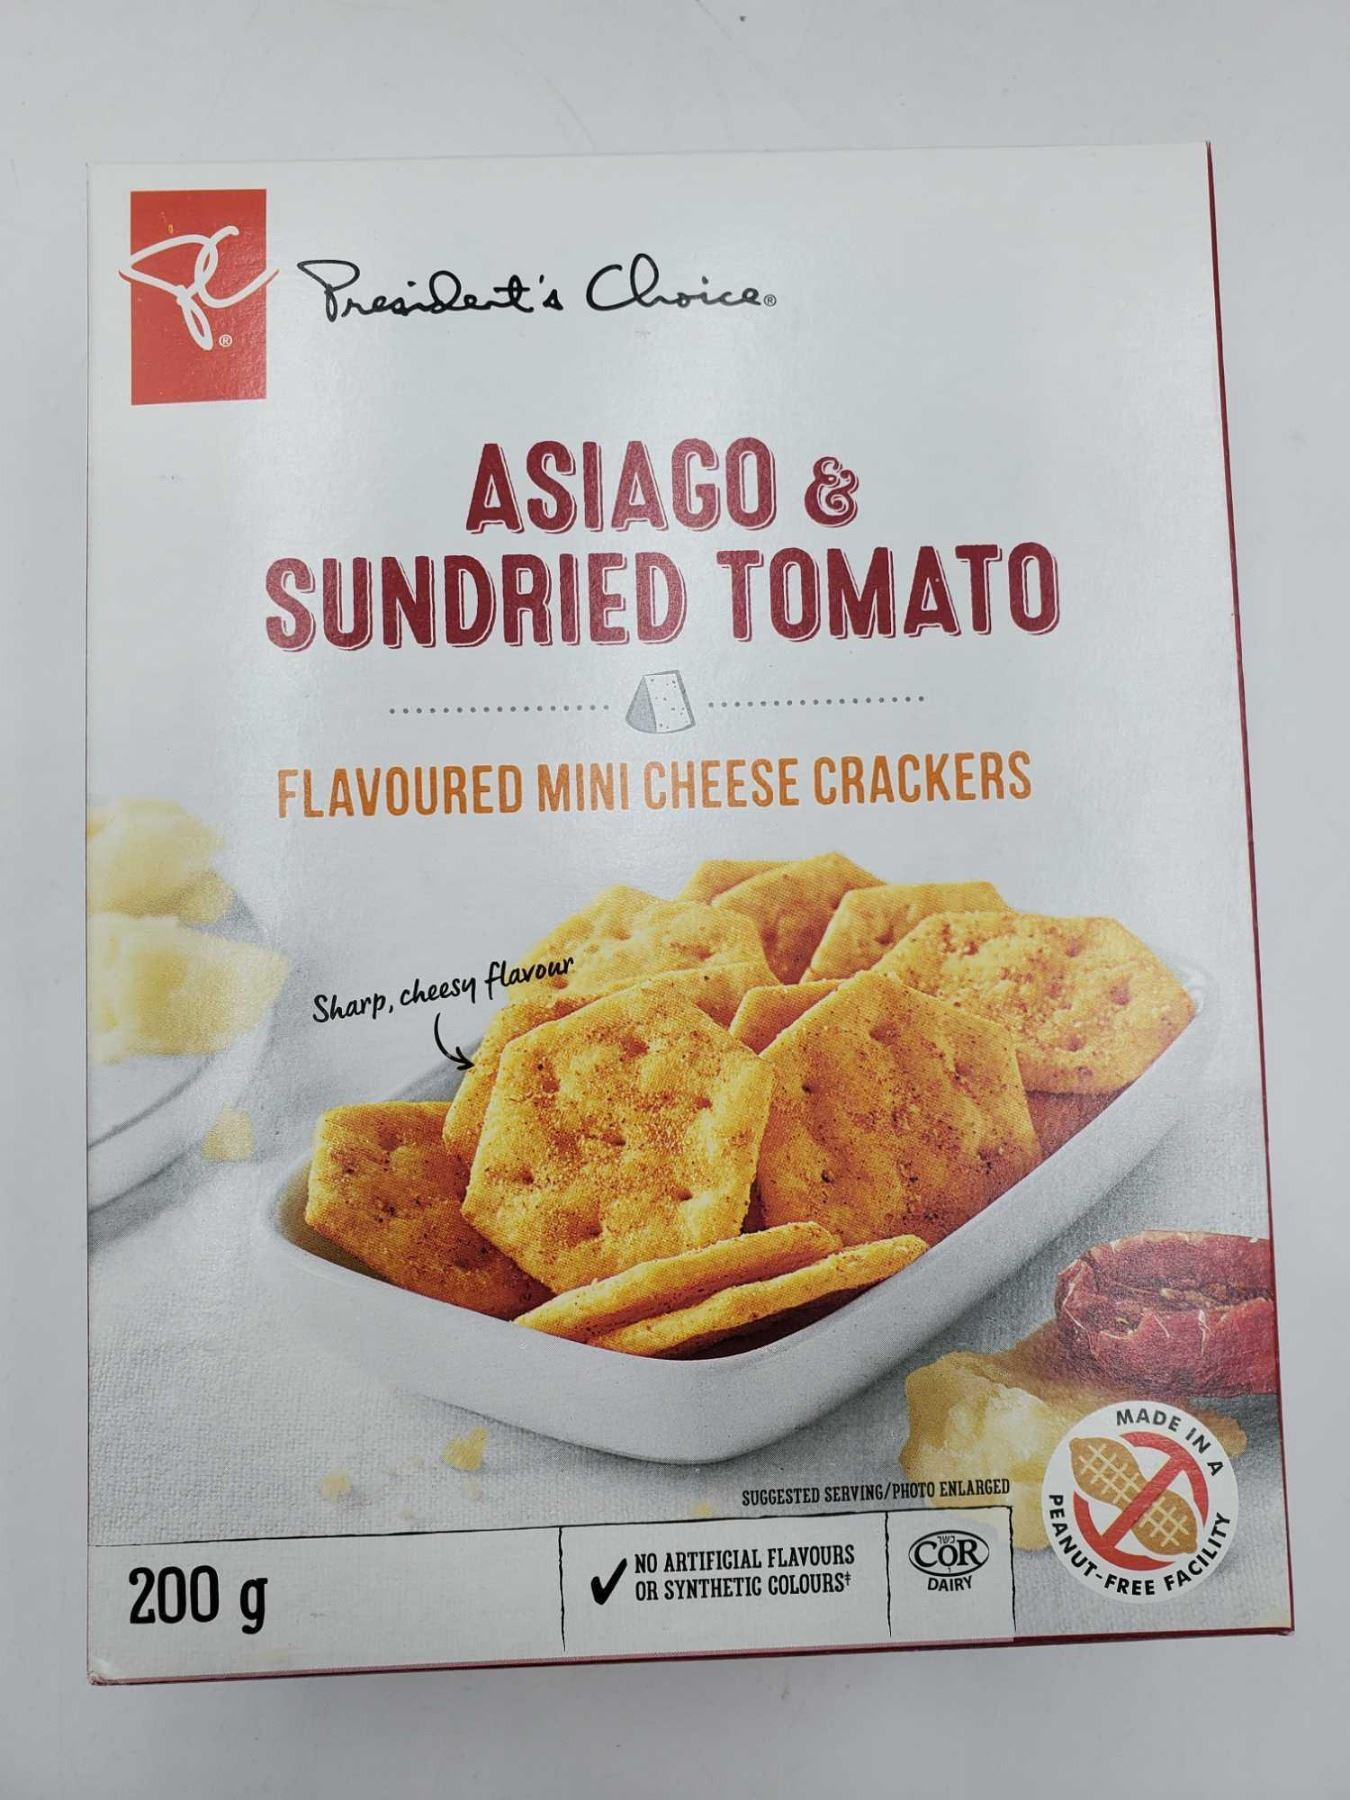 President's Choice®
®
ASIAGO &
SUNDRIED TOMATO
FLAVOURED MINI CHEESE CRACKERS
Sharp, cheesy flavour
SUGGESTED SERVING/PHOTO ENLARGED
MADE IN A
PEANUT-FREE FACILITY
200 g
NO ARTIFICIAL FLAVOURS
OR SYNTHETIC COLOURS‡
כשר
COR
DAIRY